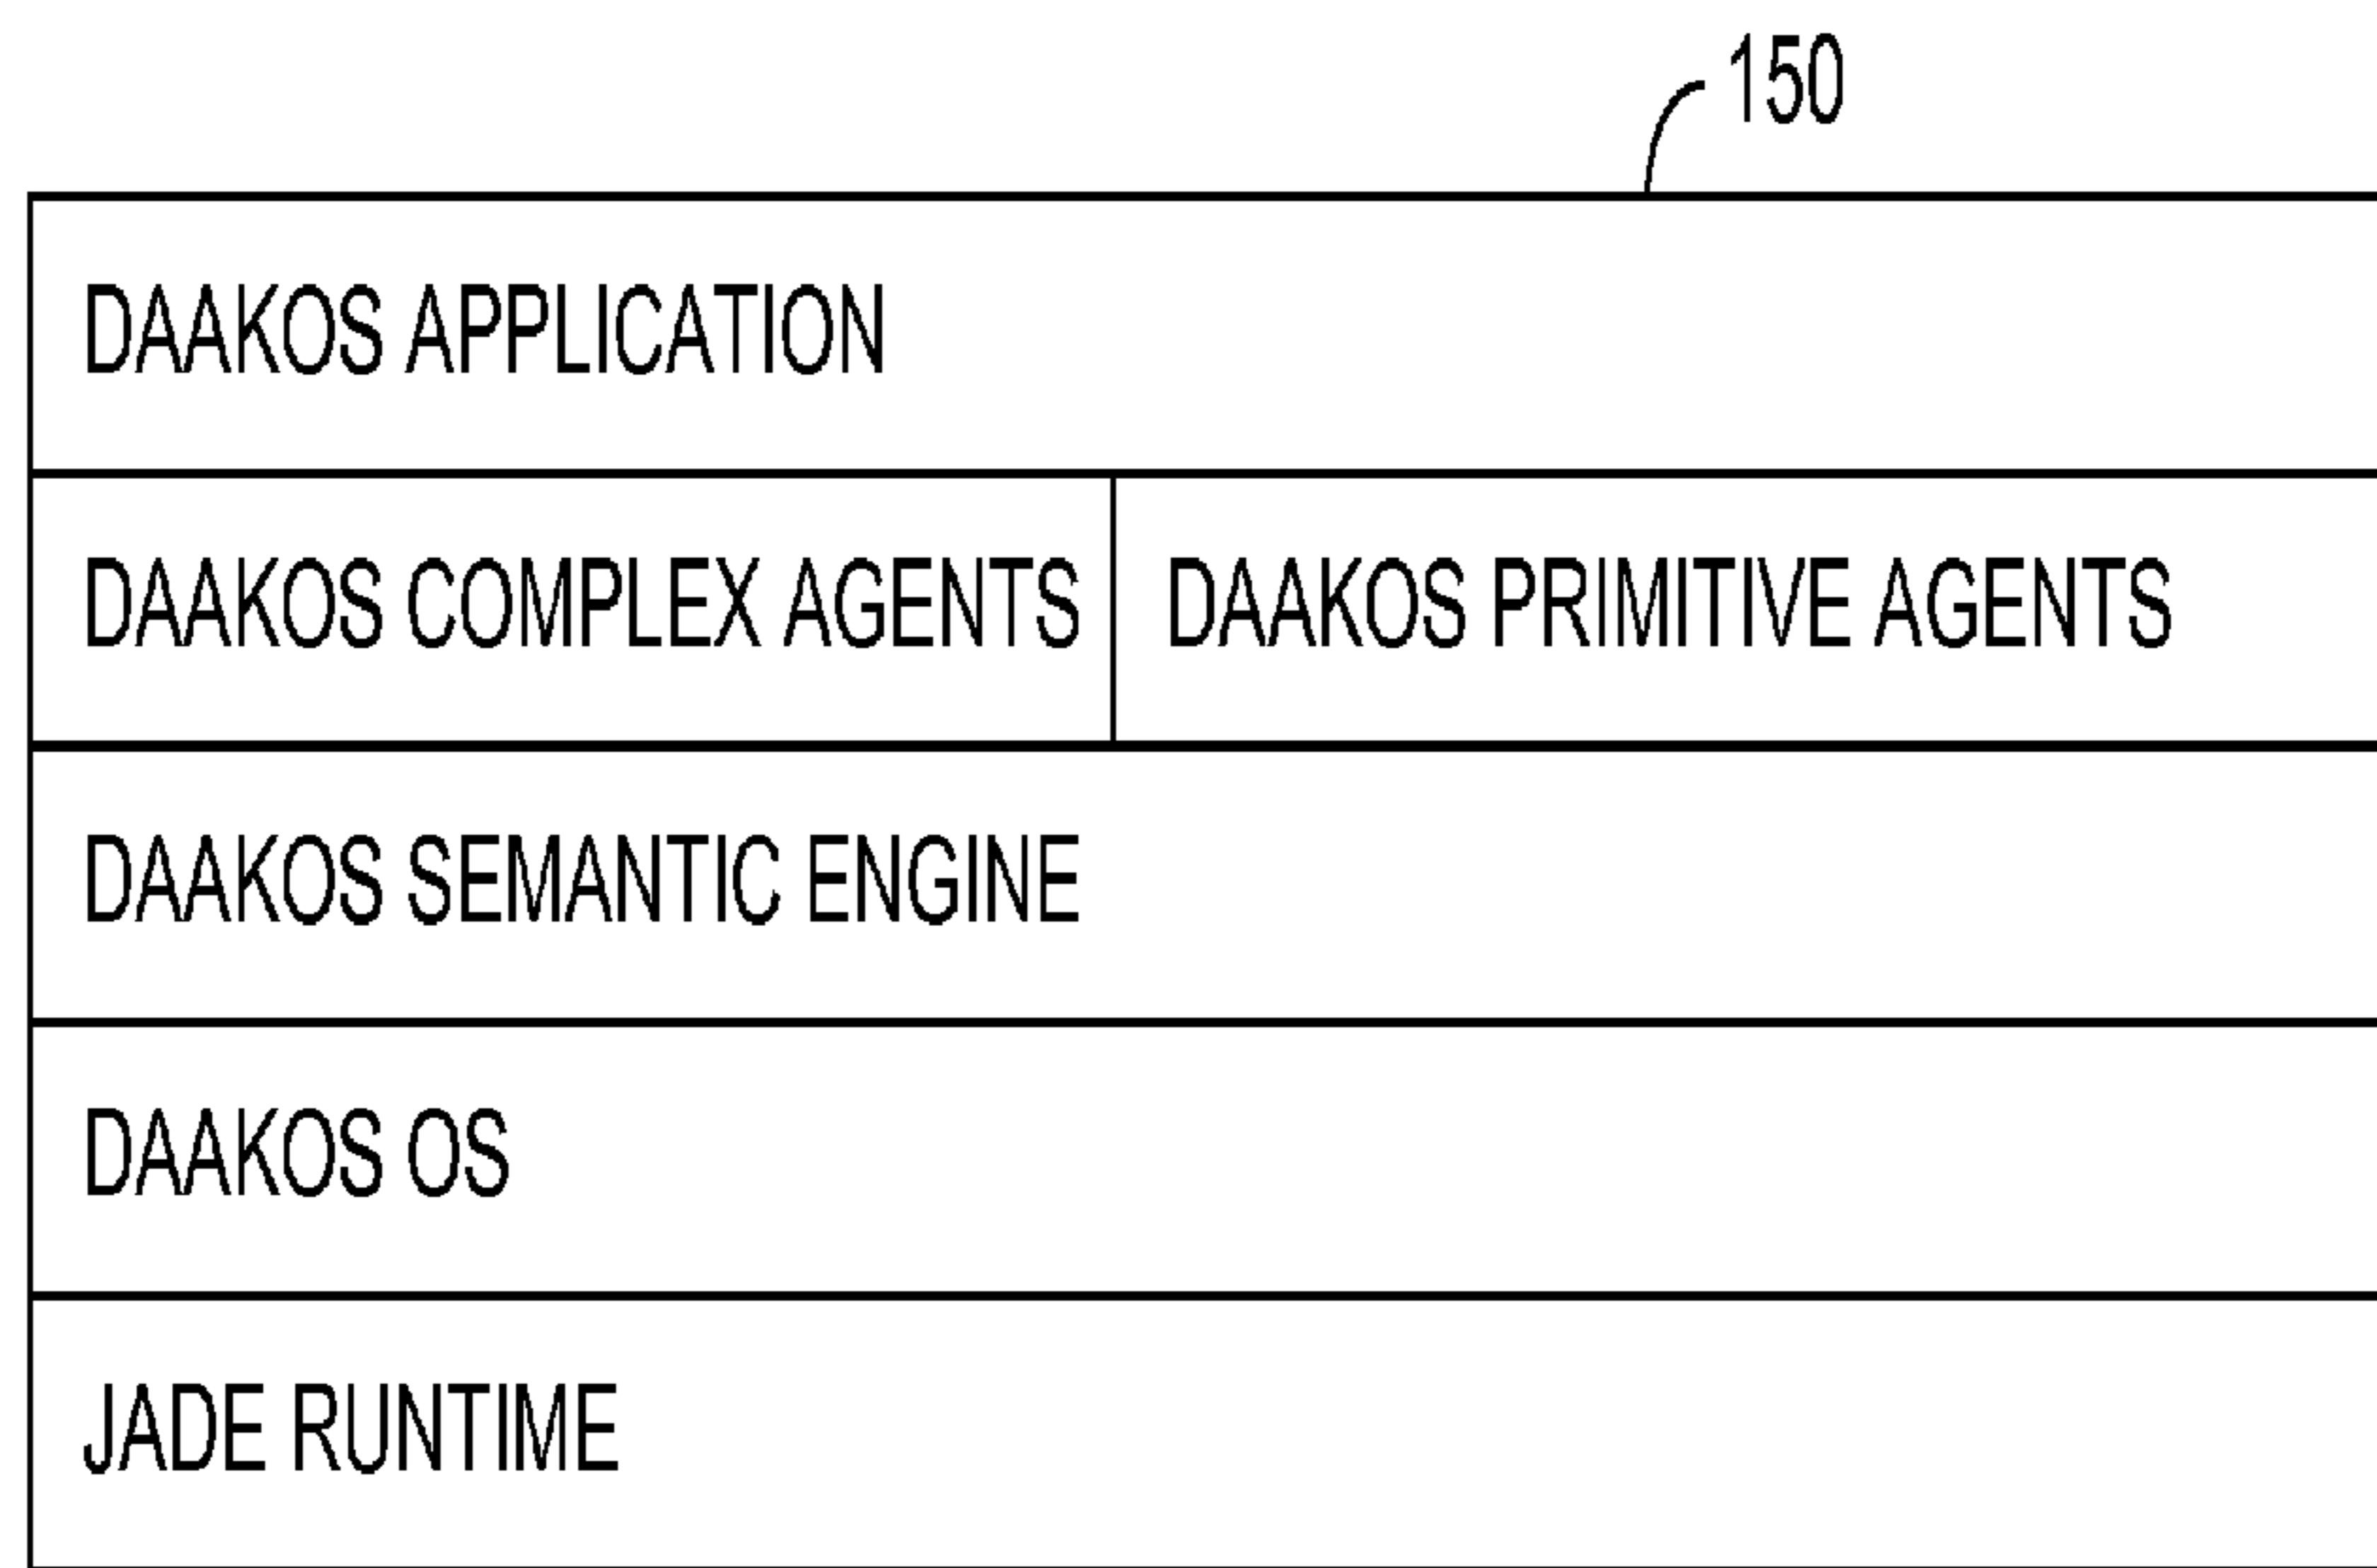 150
DAAKOS APPLICATION
DAAKOS COMPLEX AGENTS DAAKOS PRIMITIVE AGENTS
DAAKOS SEMANTIC ENGINE
DAAKOS OS
JADE RUNTIME